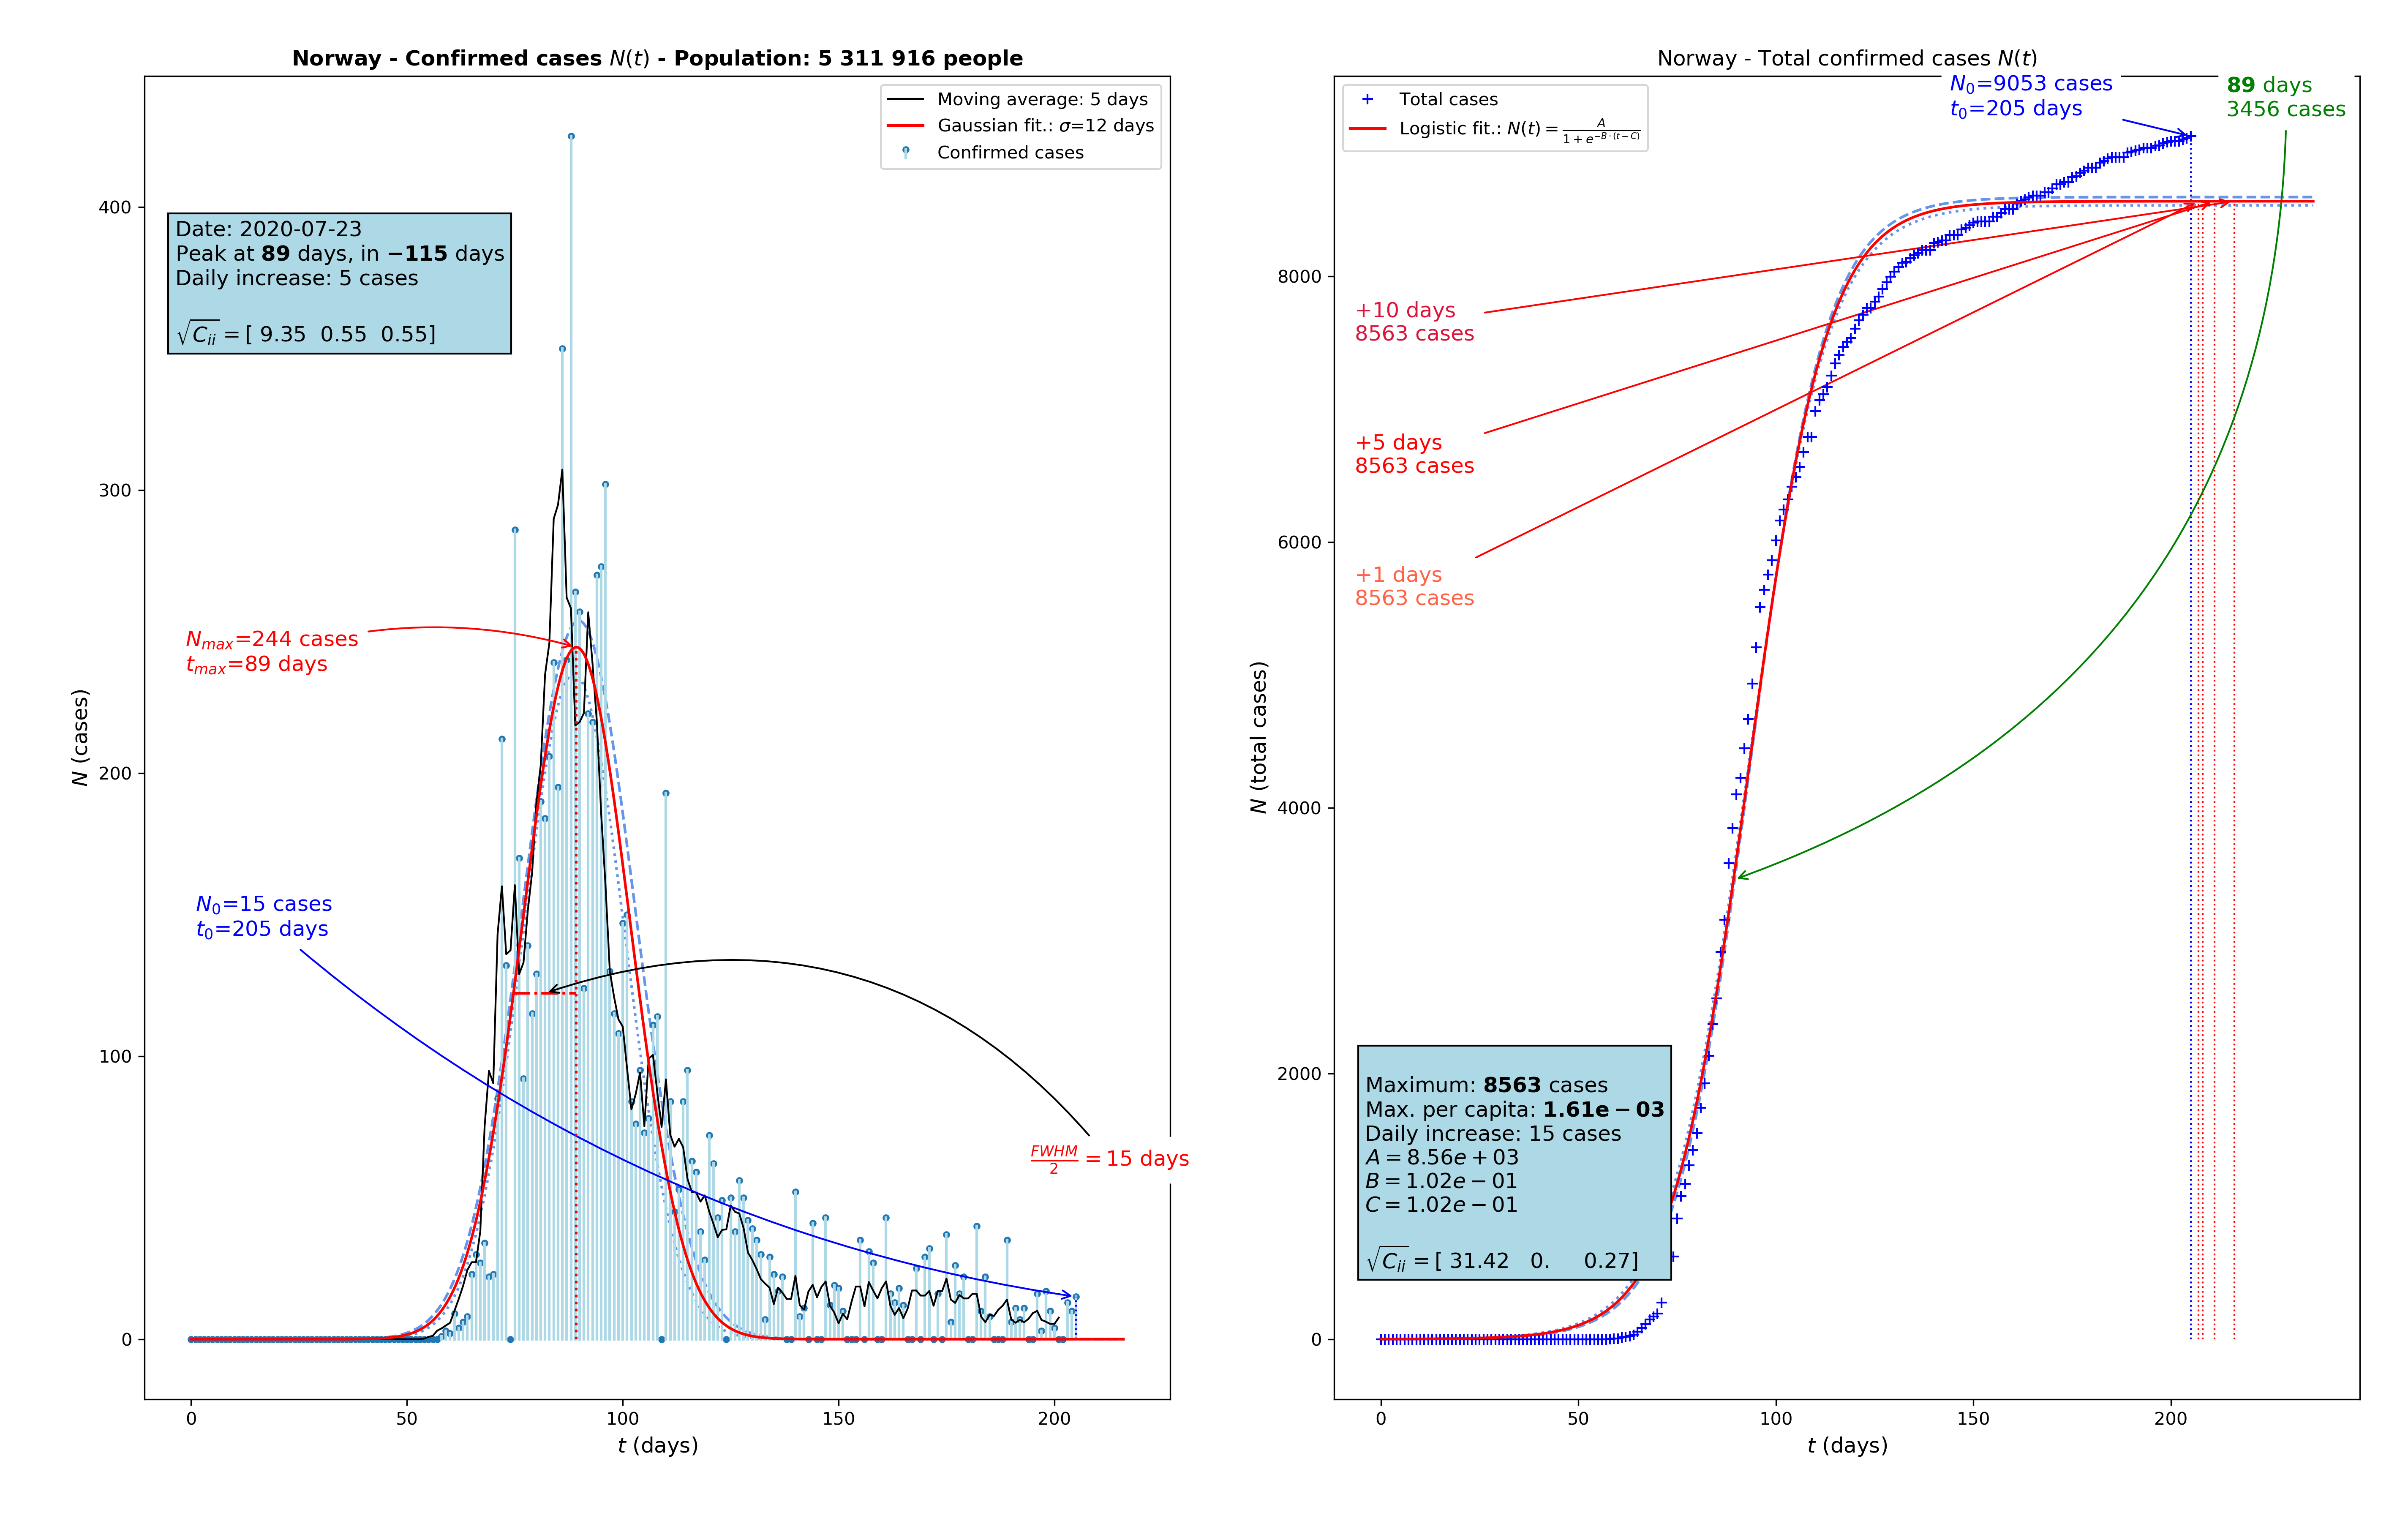 Norway - Confirmed cases N(t) - Population: 5 311 916 people
Moving average: 5 days
Gaussian fit.: σ=12 days
Confirmed cases
Date: 2020-07-23
Peak at 89 days, in −115 days
Daily increase: 5 cases
√C_ii = [ 9.35 0.55 0.55]
N_max=244 cases
t_max=89 days
N_0=15 cases
t_0=205 days
FWHM/2 = 15 days
N (cases)
400
300
200
100
0
0 50 100 150 200
t (days)
Norway - Total confirmed cases N(t)
Total cases
Logistic fit.: N(t) = A/(1 + e^{−B·(t−C)})
N_0=9053 cases
t_0=205 days
89 days
3456 cases
+10 days
8563 cases
+5 days
8563 cases
+1 days
8563 cases
Maximum: 8563 cases
Max. per capita: 1.61e − 03
Daily increase: 15 cases
A = 8.56e + 03
B = 1.02e − 01
C = 1.02e − 01
√C_ii = [ 31.42 0. 0.27]
N (total cases)
8000
6000
4000
2000
0
0 50 100 150 200
t (days)